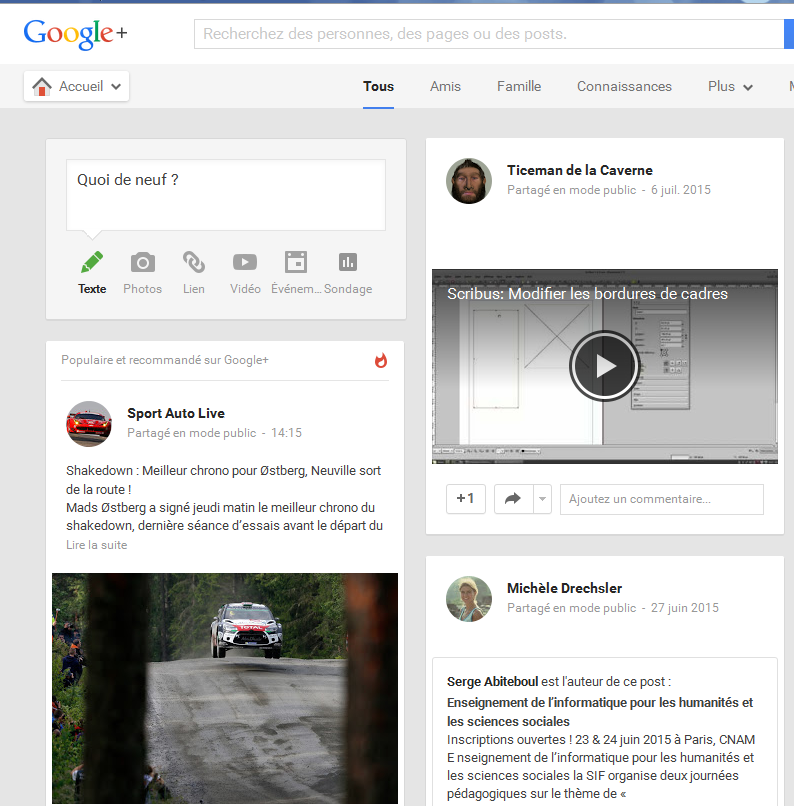 Google+
Recherchez des personnes, des pages ou des posts.
Accueil
Tous
Amis
Famille
Connaissances
Plus
Quoi de neuf ?
Texte
Photos
Lien
Vidéo
Événem...
Sondage
Populaire et recommandé sur Google+
Sport Auto Live
Partagé en mode public - 14:15
Shakedown : Meilleur chrono pour Østberg, Neuville sort
de la route !
Mads Østberg a signé jeudi matin le meilleur chrono du
shakedown, dernière séance d'essais avant le départ du
Lire la suite
TOTAL
Ticeman de la Caverne
Partagé en mode public - 6 juil. 2015
Scribus: Modifier les bordures de cadres
+1
Ajoutez un commentaire...
Michèle Drechsler
Partagé en mode public - 27 juin 2015
Serge Abiteboul est l'auteur de ce post :
Enseignement de l'informatique pour les humanités et
les sciences sociales
Inscriptions ouvertes ! 23 & 24 juin 2015 à Paris, CNAM
E nseignement de l'informatique pour les humanités et
les sciences sociales la SIF organise deux journées
pédagogiques sur le thème de «